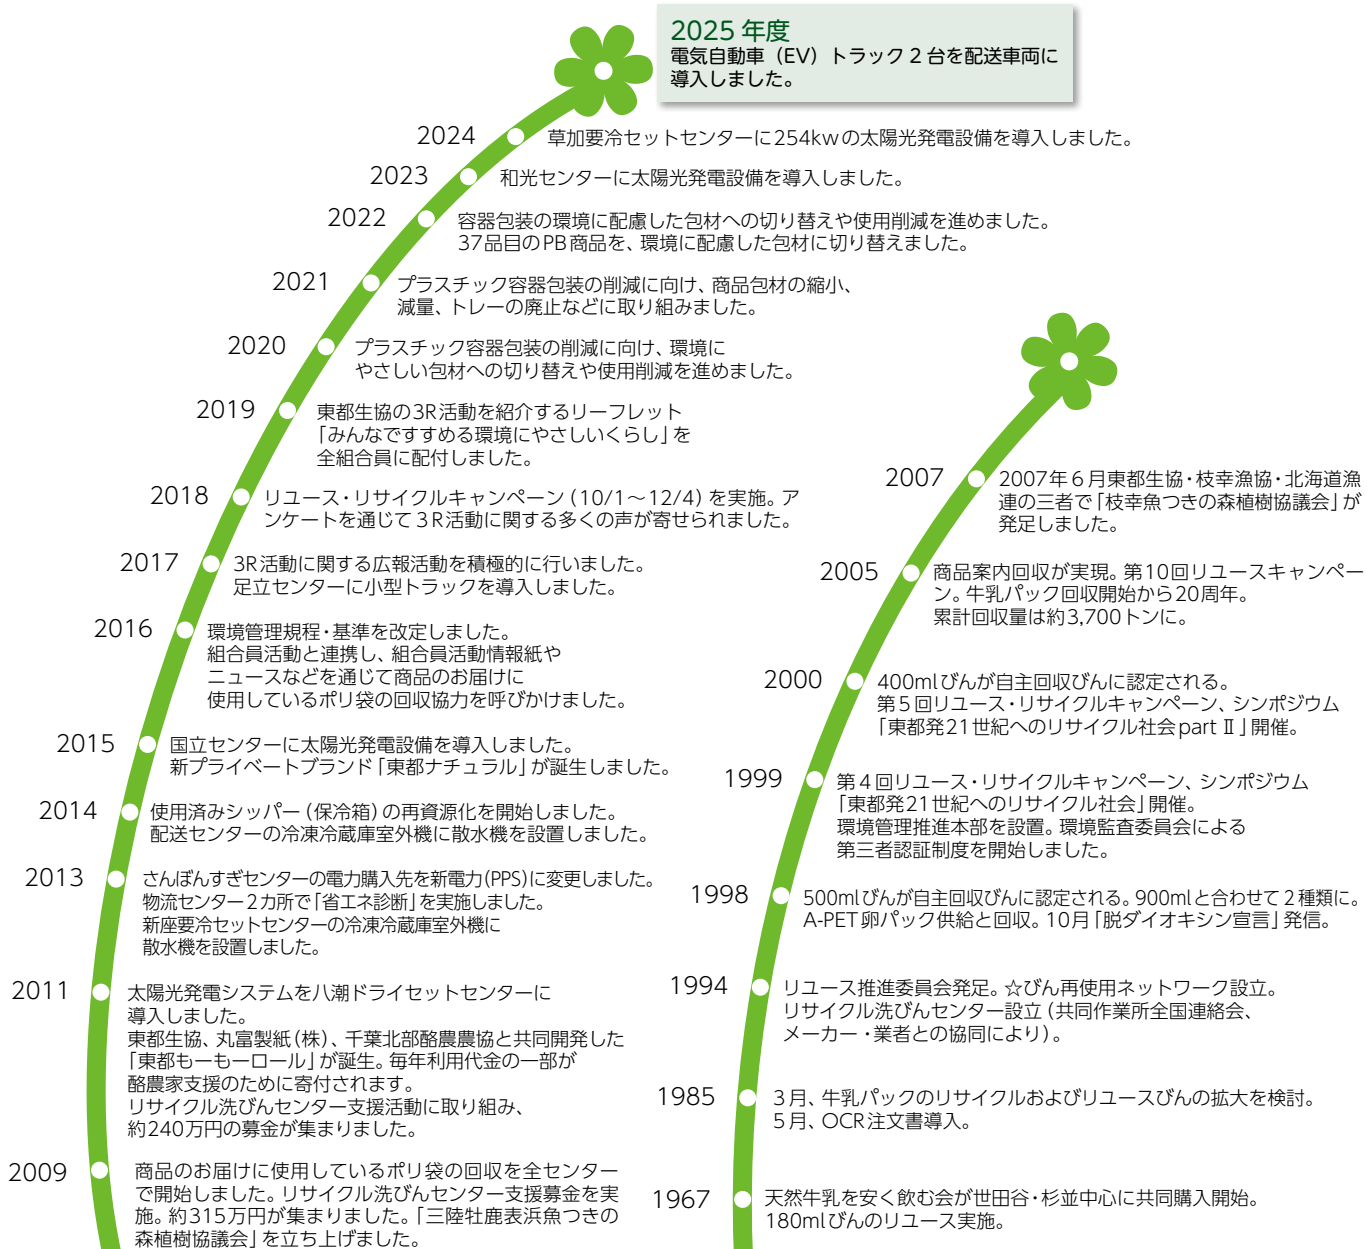 2025 年度
電気自動車（EV）トラック 2 台を配送車両に
導入しました。
2024
草加要冷セットセンターに254kwの太陽光発電設備を導入しました。
2023
和光センターに太陽光発電設備を導入しました。
2022
容器包装の環境に配慮した包材への切り替えや使用削減を進めました。
37品目のPB商品を、環境に配慮した包材に切り替えました。
2021
プラスチック容器包装の削減に向け、商品包材の縮小、
減量、トレーの廃止などに取り組みました。
2020
プラスチック容器包装の削減に向け、環境に
やさしい包材への切り替えや使用削減を進めました。
2019
東都生協の3R活動を紹介するリーフレット
「みんなですすめる環境にやさしいくらし」を
全組合員に配付しました。
2018
リユース・リサイクルキャンペーン（10/1～12/4）を実施。ア
ンケートを通じて３R活動に関する多くの声が寄せられました。
2017
3R活動に関する広報活動を積極的に行いました。
足立センターに小型トラックを導入しました。
2016
環境管理規程・基準を改定しました。
組合員活動と連携し、組合員活動情報紙や
ニュースなどを通じて商品のお届けに
使用しているポリ袋の回収協力を呼びかけました。
2015
国立センターに太陽光発電設備を導入しました。
新プライベートブランド「東都ナチュラル」が誕生しました。
2014
使用済みシッパー（保冷箱）の再資源化を開始しました。
配送センターの冷凍冷蔵庫室外機に散水機を設置しました。
2013
さんぼんすぎセンターの電力購入先を新電力(PPS)に変更しました。
物流センター２カ所で「省エネ診断」を実施しました。
新座要冷セットセンターの冷凍冷蔵庫室外機に
散水機を設置しました。
2011
太陽光発電システムを八潮ドライセットセンターに
導入しました。
東都生協、丸富製紙（株）、千葉北部酪農農協と共同開発した
「東都もーもーロール」が誕生。毎年利用代金の一部が
酪農家支援のために寄付されます。
リサイクル洗びんセンター支援活動に取り組み、
約240万円の募金が集まりました。
2009
商品のお届けに使用しているポリ袋の回収を全センター
で開始しました。リサイクル洗びんセンター支援募金を実
施。約315万円が集まりました。「三陸牡鹿表浜魚つきの
森植樹協議会」を立ち上げました。
2007
2007年６月東都生協・枝幸漁協・北海道漁
連の三者で「枝幸魚つきの森植樹協議会」が
発足しました。
2005
商品案内回収が実現。第10回リユースキャンペー
ン。牛乳パック回収開始から20周年。
累計回収量は約3,700トンに。
2000
400mlびんが自主回収びんに認定される。
第５回リユース・リサイクルキャンペーン、シンポジウム
「東都発21世紀へのリサイクル社会 part Ⅱ」開催。
1999
第４回リユース・リサイクルキャンペーン、シンポジウム
「東都発21世紀へのリサイクル社会」開催。
環境管理推進本部を設置。環境監査委員会による
第三者認証制度を開始しました。
1998
500mlびんが自主回収びんに認定される。900mlと合わせて２種類に。
A-PET卵パック供給と回収。10月「脱ダイオキシン宣言」発信。
1994
リユース推進委員会発足。☆びん再使用ネットワーク設立。
リサイクル洗びんセンター設立（共同作業所全国連絡会、
メーカー・業者との協同により）。
1985
３月、牛乳パックのリサイクルおよびリユースびんの拡大を検討。
５月、OCR注文書導入。
1967
天然牛乳を安く飲む会が世田谷・杉並中心に共同購入開始。
180mlびんのリユース実施。